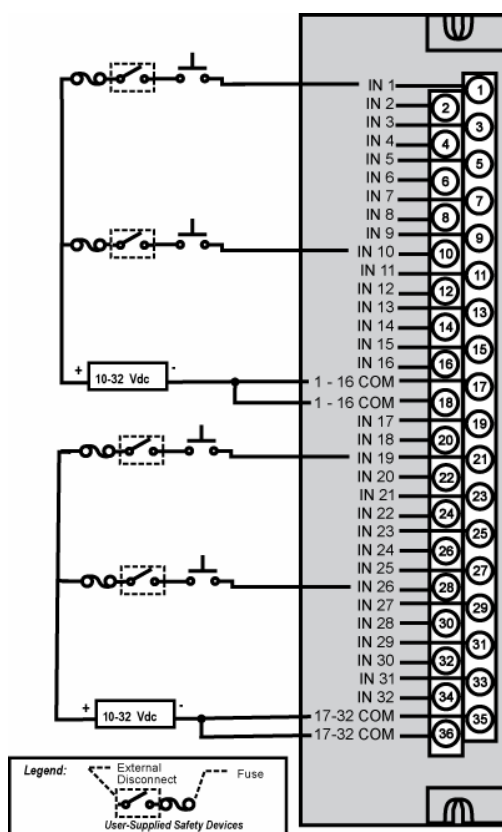 IN 1
1
IN 2
2
IN 3
3
IN 4
4
IN 5
5
IN 6
6
IN 7
7
IN 8
8
IN 9
9
IN 10
10
IN 11
11
IN 12
12
IN 13
13
IN 14
14
IN 15
15
IN 16
16
+ 10-32 Vdc -
1 - 16 COM
17
1 - 16 COM
18
IN 17
19
IN 18
20
IN 19
21
IN 20
22
IN 21
23
IN 22
24
IN 23
25
IN 24
26
IN 25
27
IN 26
28
IN 27
29
IN 28
30
IN 29
31
IN 30
32
IN 31
33
IN 32
34
+ 10-32 Vdc -
17-32 COM
35
17-32 COM
36
Legend:
External
Disconnect
Fuse
User-Supplied Safety Devices